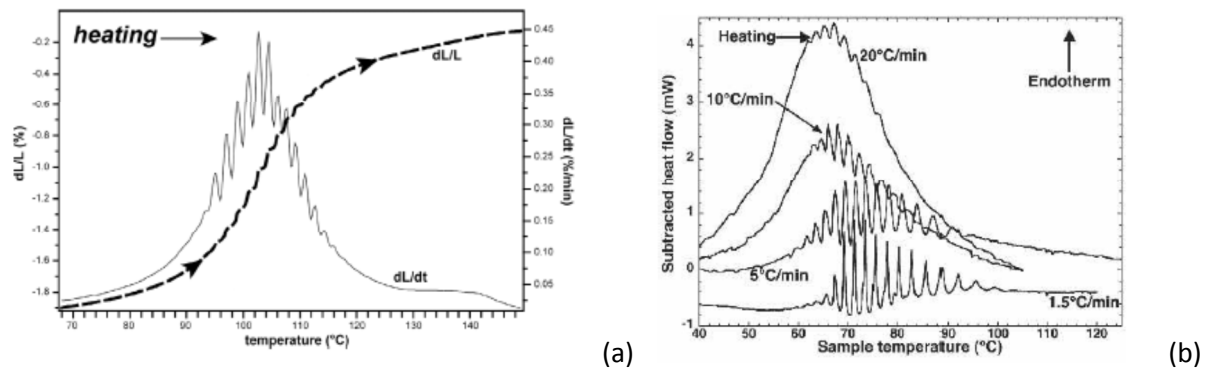 heating
dL/L
dL/dt
dL/L (%)
-0.2
-0.4
-0.6
-0.8
-1.0
-1.2
-1.4
-1.6
-1.8
0.45
0.40
0.35
0.30
0.25
0.20
0.15
0.10
0.05
dL/dt (%/min)
80 90 100 110 120 130 140
temperature (°C)
(a)
Heating
20°C/min
10°C/min
5°C/min
1.5°C/min
Endotherm
Subtracted heat flow (mW)
4
3
2
1
0
-1
40 50 60 70 80 90 100 110 120
Sample temperature (°C)
(b)